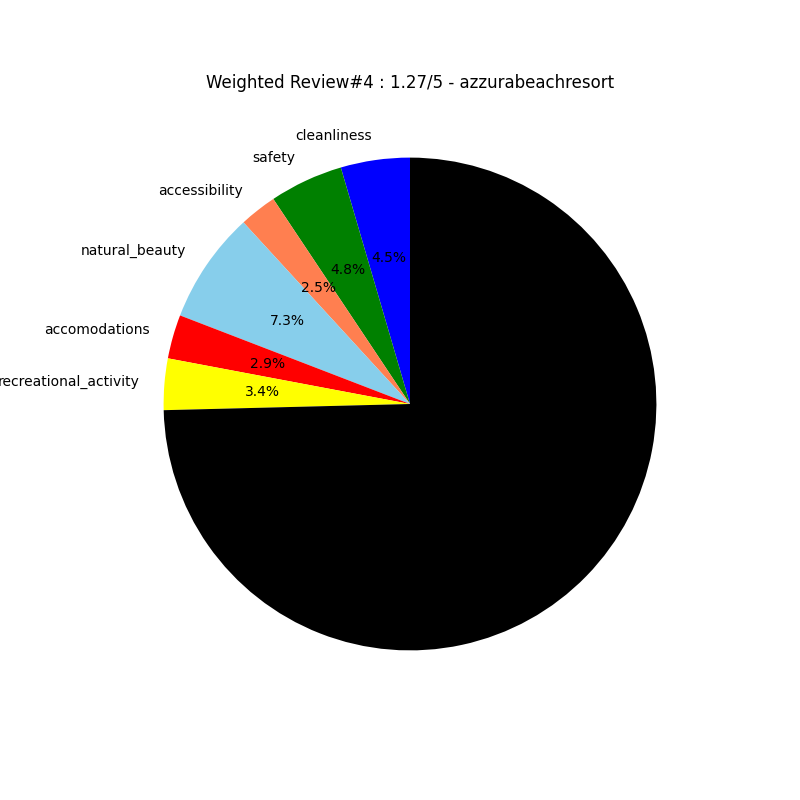 Weighted Review#4 : 1.27/5 - azzurabeachresort
cleanliness
safety
accessibility
natural_beauty
accomodations
recreational_activity
4.5%
4.8%
2.5%
7.3%
2.9%
3.4%